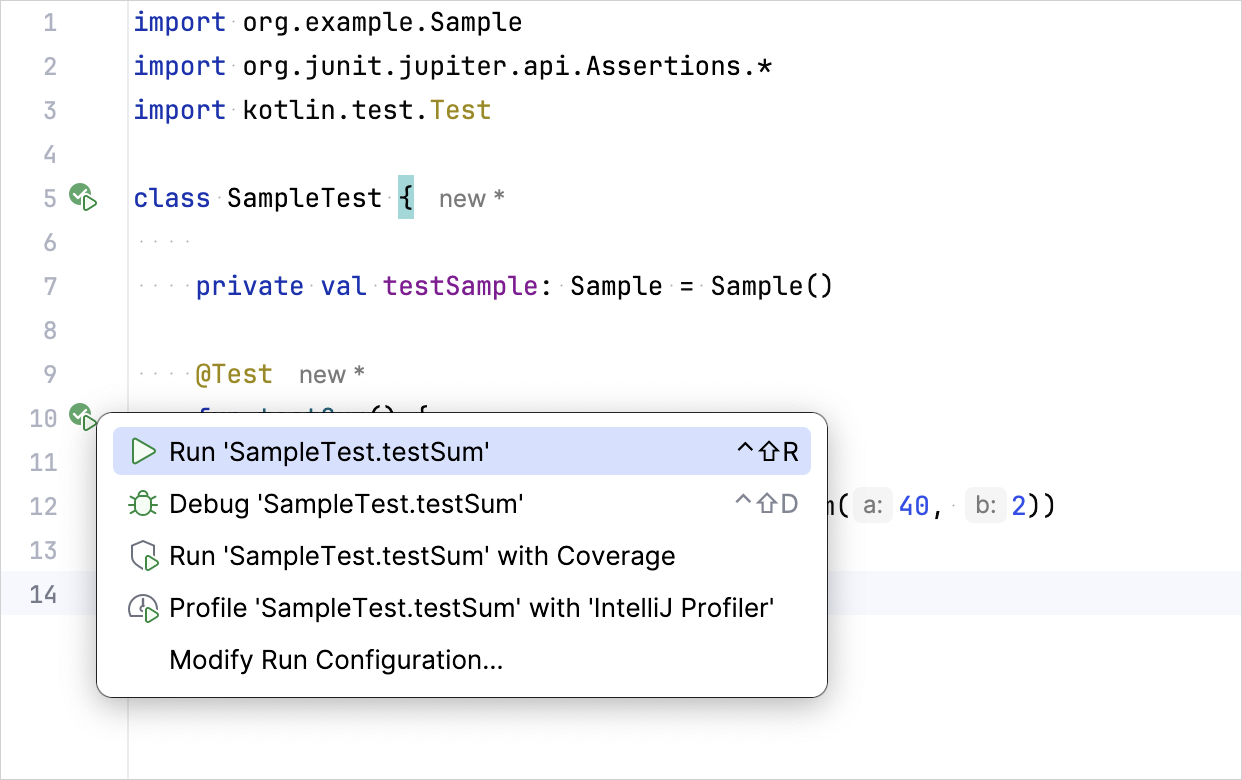 1 import org.example.Sample
2 import org.junit.jupiter.api.Assertions.*
3 import kotlin.test.Test
4
5 class SampleTest { new *
6
7 private val testSample: Sample = Sample()
8
9 @Test new *
10
Run 'SampleTest.testSum' ^⇧R
11
Debug 'SampleTest.testSum' ^⇧D
12 ( a: 40, b: 2))
13
Run 'SampleTest.testSum' with Coverage
14
Profile 'SampleTest.testSum' with 'IntelliJ Profiler'
Modify Run Configuration...